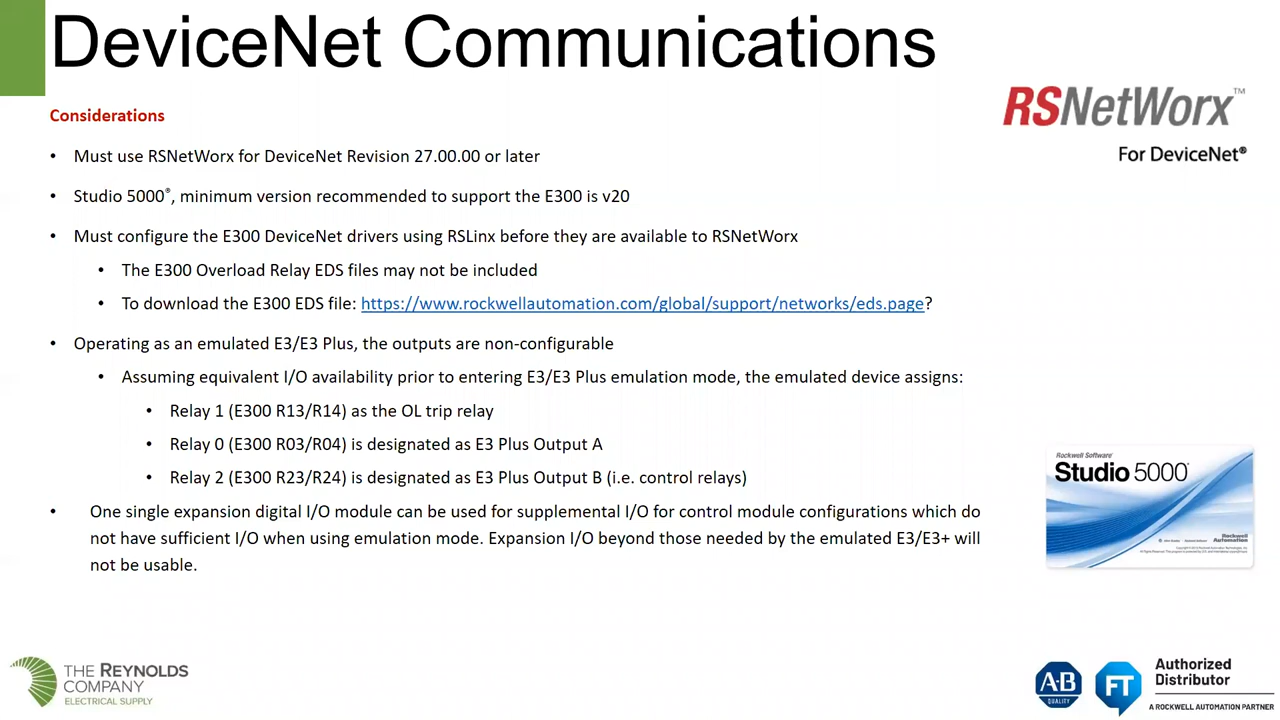 DeviceNet Communications
Considerations
RSNetWorx™
For DeviceNet®
• Must use RSNetWorx for DeviceNet Revision 27.00.00 or later
• Studio 5000®, minimum version recommended to support the E300 is v20
• Must configure the E300 DeviceNet drivers using RSLinx before they are available to RSNetWorx
• The E300 Overload Relay EDS files may not be included
• To download the E300 EDS file: https://www.rockwellautomation.com/global/support/networks/eds.page?
• Operating as an emulated E3/E3 Plus, the outputs are non-configurable
• Assuming equivalent I/O availability prior to entering E3/E3 Plus emulation mode, the emulated device assigns:
• Relay 1 (E300 R13/R14) as the OL trip relay
• Relay 0 (E300 R03/R04) is designated as E3 Plus Output A
• Relay 2 (E300 R23/R24) is designated as E3 Plus Output B (i.e. control relays)
• One single expansion digital I/O module can be used for supplemental I/O for control module configurations which do
not have sufficient I/O when using emulation mode. Expansion I/O beyond those needed by the emulated E3/E3+ will
not be usable.
Rockwell Software
Studio 5000®
Rockwell
Automation
THE REYNOLDS
COMPANY
ELECTRICAL SUPPLY
A-B
QUALITY
FT
Authorized
Distributor
A ROCKWELL AUTOMATION PARTNER